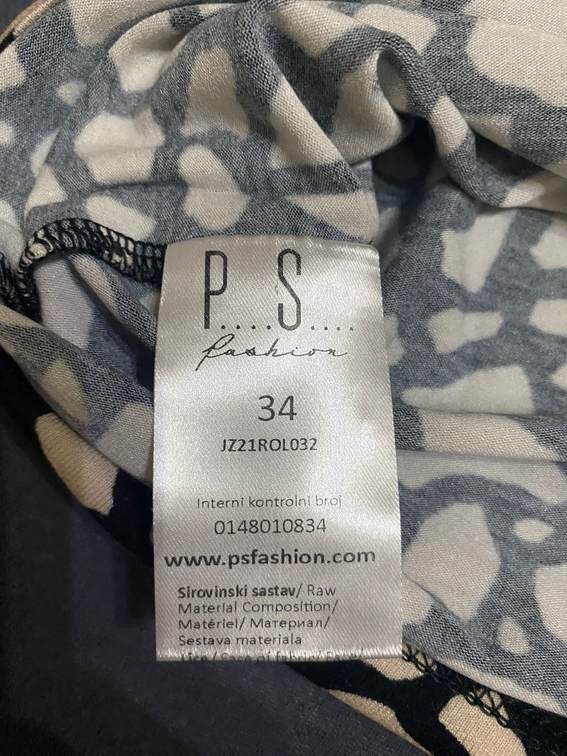 P....S....
fashion
34
JZ21ROL032
Interni kontrolni broj
0148010834
www.psfashion.com
Sirovinski sastav/ Raw
Material Composition/
Matériel/ Материал/
Sestava materiala